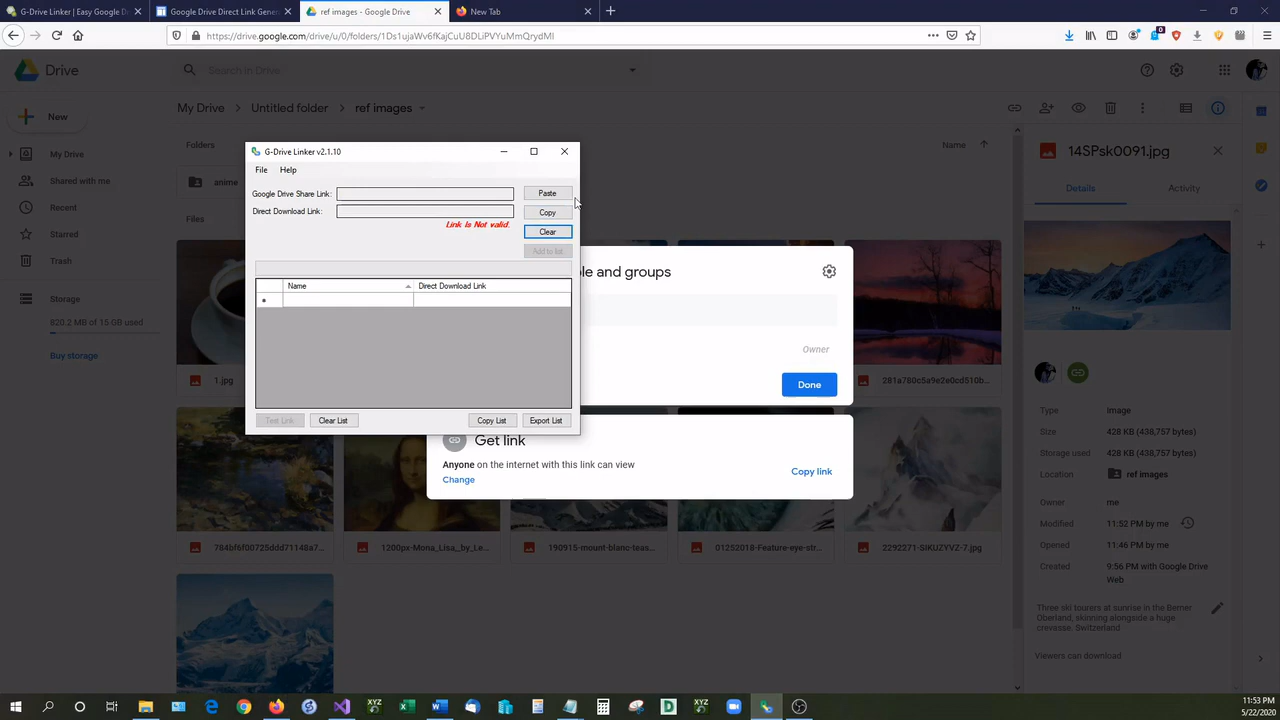 G-Drive Linker | Easy Google D
Google Drive Direct Link Gene
ref images - Google Drive
New Tab
https://drive.google.com/drive/u/0/folders/1Ds1ujaWv6fKajCuU8DLiPVYuMmQrydMI
Drive
Search in Drive
New
My Drive
Shared with me
Recent
Starred
Trash
Storage
820.2 MB of 15 GB used
Buy storage
My Drive > Untitled folder > ref images
Folders
Name
anime
Files
1.jpg
281a780c5a9e2e0cd510b...
764bf6f00725ddd71148a7...
1200px-Mona_Lisa,_by_Le...
190915-mount-blanc-teas...
01252018-Feature-eye-str...
2292271-SIKUZYVZ-7.jpg
G-Drive Linker v2.1.10
File Help
Google Drive Share Link:
Paste
Direct Download Link:
Copy
Link Is Not valid.
Clear
Add to list
Name
Direct Download Link
Test Link
Clear List
Copy List
Export List
ple and groups
Owner
Done
Get link
Anyone on the internet with this link can view
Copy link
Change
14SPsk0091.jpg
Details
Activity
Type
Image
Size
428 KB (438,757 bytes)
Storage used
428 KB (438,757 bytes)
Location
ref images
Owner
me
Modified
11:52 PM by me
Opened
11:46 PM by me
Created
9:56 PM with Google Drive
Web
Three ski tourers at sunrise in the Berner
Oberland, skinning alongside a huge
crevasse. Switzerland
Viewers can download
11:53 PM
5/22/2020